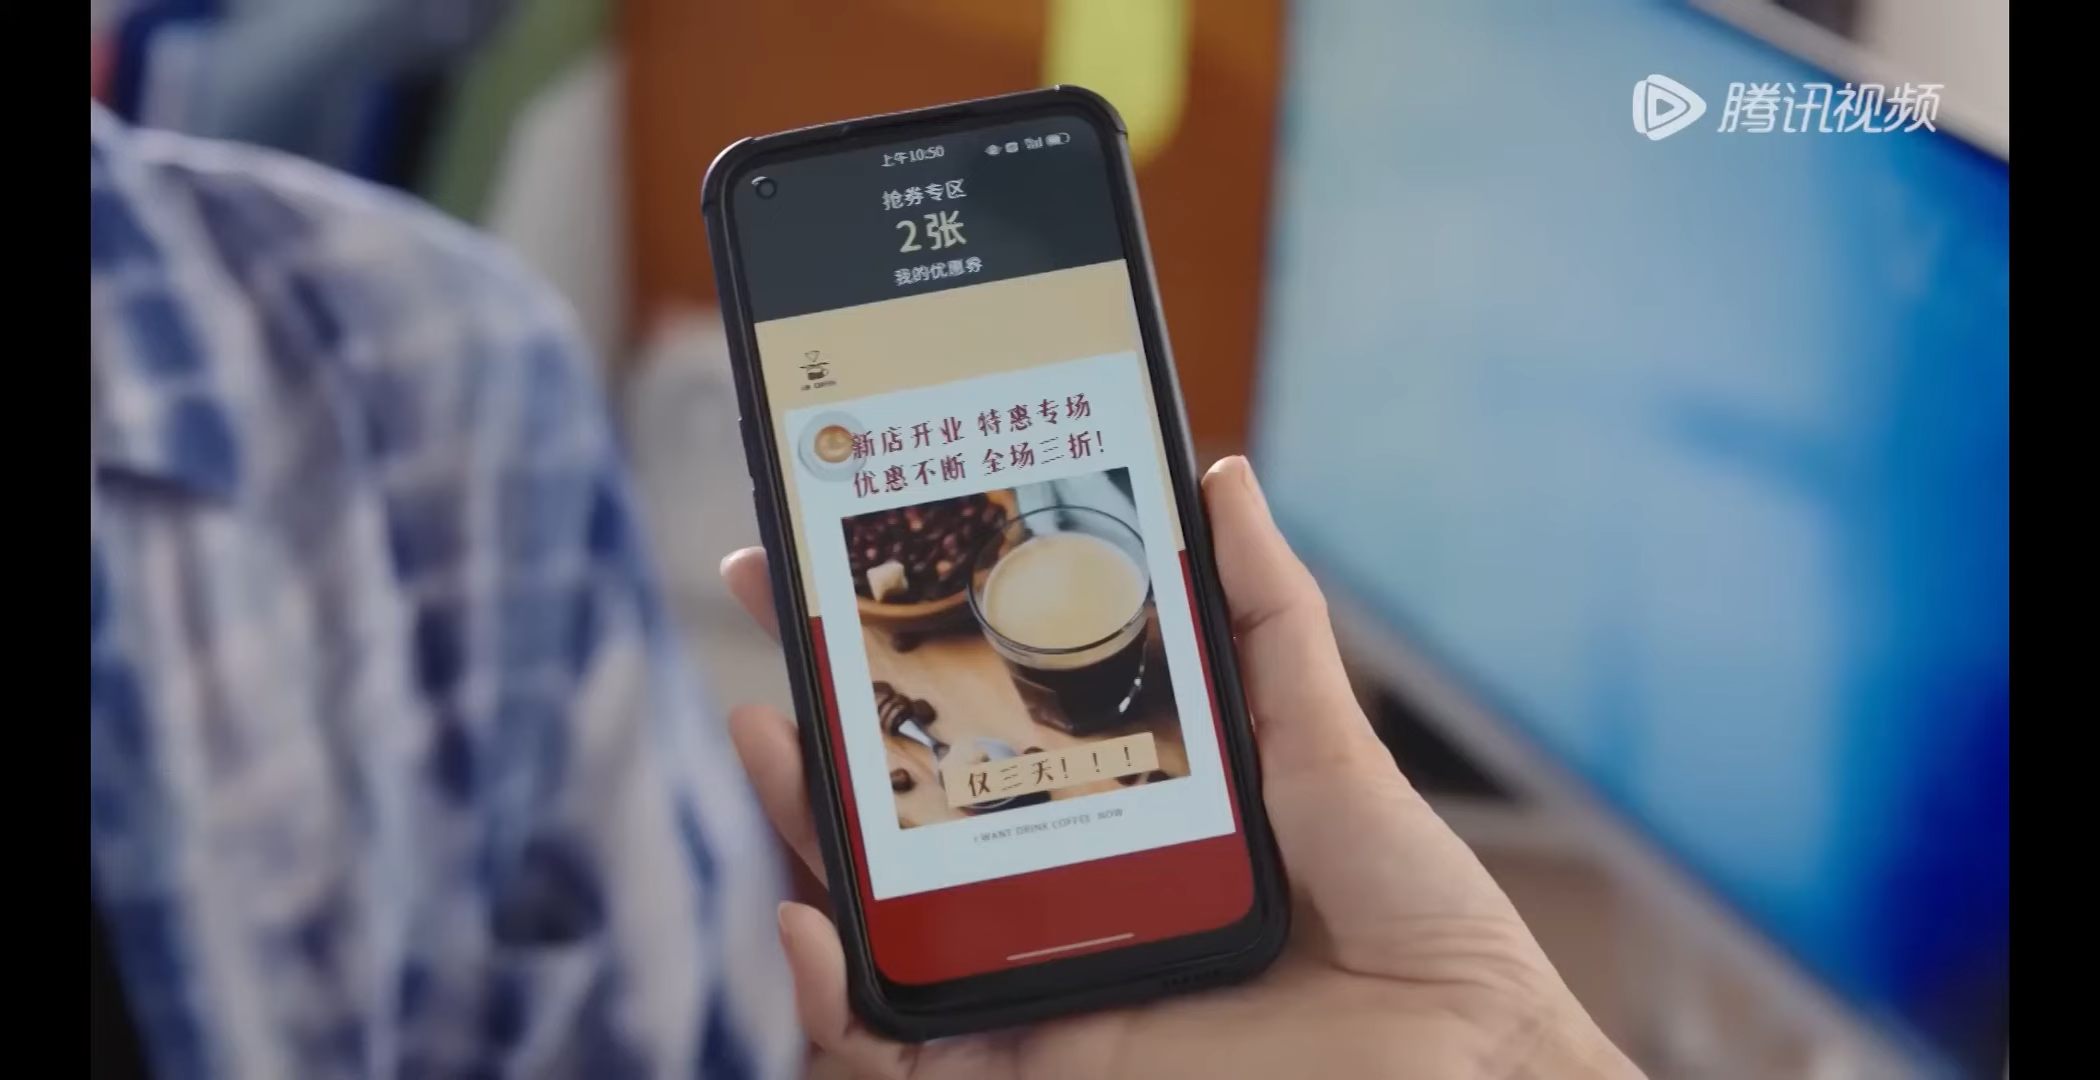 腾讯视频
上午10:50
抢券专区
2张
我的优惠券
新店开业 特惠专场
优惠不断 全场三折!
仅三天!!!
I WANT DRINK COFFEE NOW